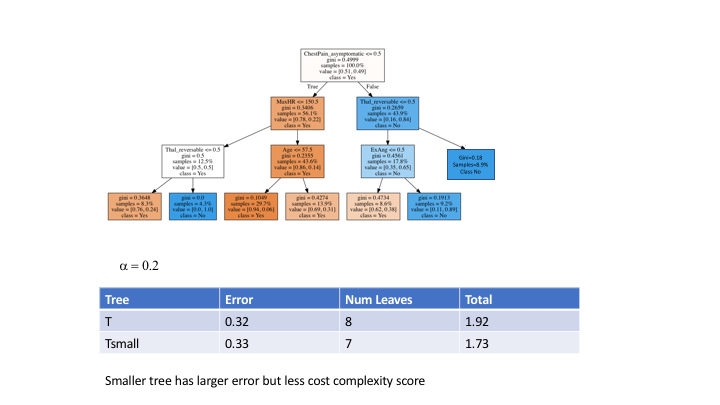 ChestPain_asymptomatic <= 0.5
gini = 0.4999
samples = 100.0%
value = [0.51, 0.49]
class = Yes
True
False
MaxHR <= 150.5
gini = 0.3406
samples = 56.1%
value = [0.78, 0.22]
class = Yes
Thal_reversable <= 0.5
gini = 0.2659
samples = 43.9%
value = [0.16, 0.84]
class = No
Thal_reversable <= 0.5
gini = 0.5
samples = 12.5%
value = [0.5, 0.5]
class = Yes
Age <= 57.5
gini = 0.2355
samples = 43.6%
value = [0.86, 0.14]
class = Yes
ExAng <= 0.5
gini = 0.4561
samples = 17.8%
value = [0.35, 0.65]
class = No
Gini=0.18
Samples=8.9%
Class No
gini = 0.3648
samples = 8.3%
value = [0.76, 0.24]
class = Yes
gini = 0.0
samples = 4.3%
value = [0.0, 1.0]
class = No
gini = 0.1049
samples = 29.7%
value = [0.94, 0.06]
class = Yes
gini = 0.4274
samples = 13.9%
value = [0.69, 0.31]
class = Yes
gini = 0.4734
samples = 8.6%
value = [0.62, 0.38]
class = Yes
gini = 0.1913
samples = 9.2%
value = [0.11, 0.89]
class = No
α = 0.2
Tree Error Num Leaves Total
T 0.32 8 1.92
Tsmall 0.33 7 1.73
Smaller tree has larger error but less cost complexity score